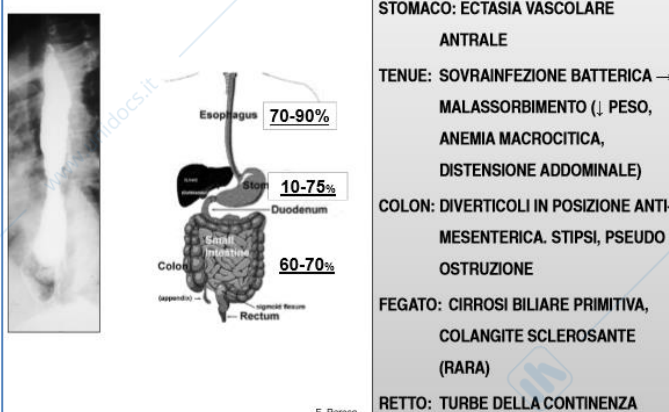 Esophagus 70-90%
Stom 10-75%
Duodenum
Small
Intestine
Colon 60-70%
(appendix)
sigmoid flexure
Rectum
STOMACO: ECTASIA VASCOLARE
ANTRALE
TENUE: SOVRAINFEZIONE BATTERICA →
MALASSORBIMENTO (↓ PESO,
ANEMIA MACROCITICA,
DISTENSIONE ADDOMINALE)
COLON: DIVERTICOLI IN POSIZIONE ANTI-
MESENTERICA. STIPSI, PSEUDO
OSTRUZIONE
FEGATO: CIRROSI BILIARE PRIMITIVA,
COLANGITE SCLEROSANTE
(RARA)
RETTO: TURBE DELLA CONTINENZA